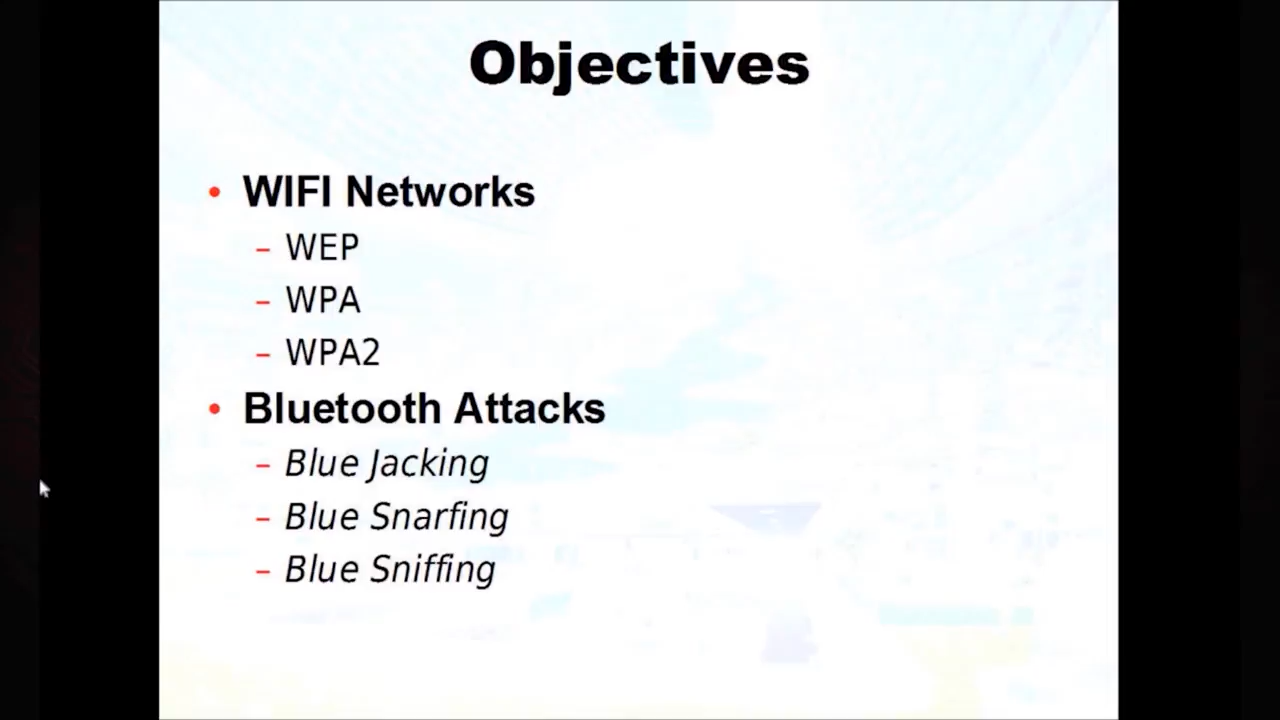 Objectives
• WIFI Networks
– WEP
– WPA
– WPA2
• Bluetooth Attacks
– Blue Jacking
– Blue Snarfing
– Blue Sniffing